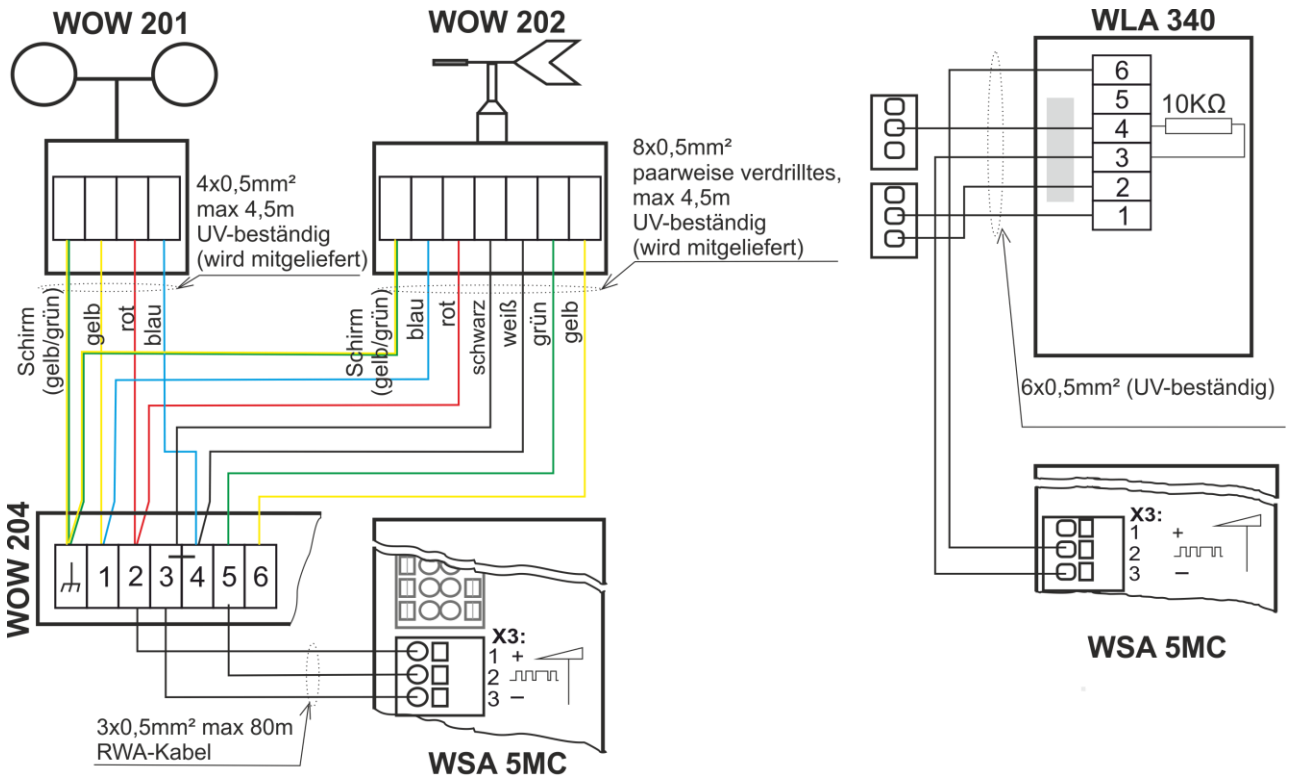 WOW 201
WOW 202
WLA 340
4x0,5mm²
max 4,5m
UV-beständig
(wird mitgeliefert)
8x0,5mm²
paarweise verdrilltes,
max 4,5m
UV-beständig
(wird mitgeliefert)
6
5
4
3
2
1
10KΩ
Schirm
(gelb/grün)
gelb
rot
blau
Schirm
(gelb/grün)
blau
rot
schwarz
weiß
grün
gelb
6x0,5mm² (UV-beständig)
WOW 204
1 2 3 4 5 6
X3:
1 +
2
3 −
3x0,5mm² max 80m
RWA-Kabel
WSA 5MC
X3:
1 +
2
3 −
WSA 5MC